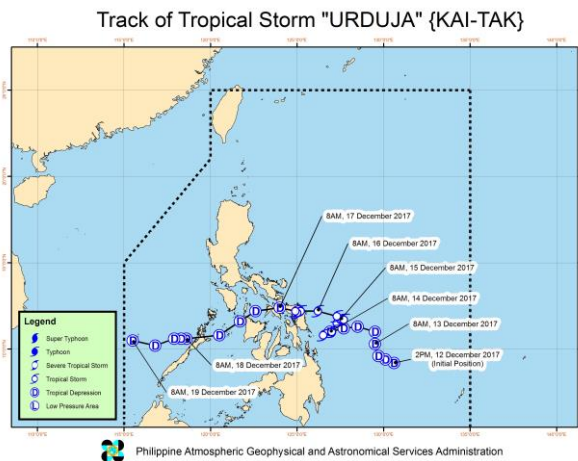 Track of Tropical Storm "URDUJA" {KAI-TAK}
8AM, 17 December 2017
8AM, 16 December 2017
8AM, 15 December 2017
8AM, 14 December 2017
8AM, 13 December 2017
2PM, 12 December 2017
(Initial Position)
8AM, 18 December 2017
8AM, 19 December 2017
Legend
Super Typhoon
Typhoon
Severe Tropical Storm
Tropical Storm
D Tropical Depression
L Low Pressure Area
Philippine Atmospheric Geophysical and Astronomical Services Administration